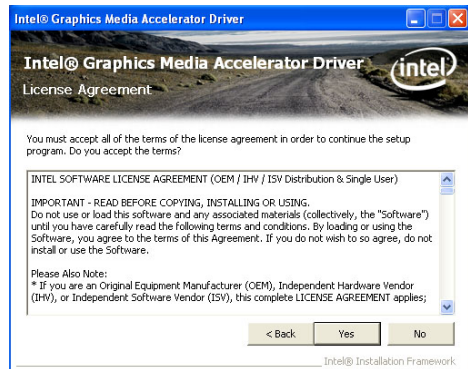 Intel® Graphics Media Accelerator Driver
Intel® Graphics Media Accelerator Driver
intel
License Agreement
You must accept all of the terms of the license agreement in order to continue the setup
program. Do you accept the terms?
INTEL SOFTWARE LICENSE AGREEMENT (OEM / IHV / ISV Distribution & Single User)
IMPORTANT - READ BEFORE COPYING, INSTALLING OR USING.
Do not use or load this software and any associated materials (collectively, the "Software")
until you have carefully read the following terms and conditions. By loading or using the
Software, you agree to the terms of this Agreement. If you do not wish to so agree, do not
install or use the Software.
Please Also Note:
* If you are an Original Equipment Manufacturer (OEM), Independent Hardware Vendor
(IHV), or Independent Software Vendor (ISV), this complete LICENSE AGREEMENT applies;
< Back Yes No
Intel® Installation Framework